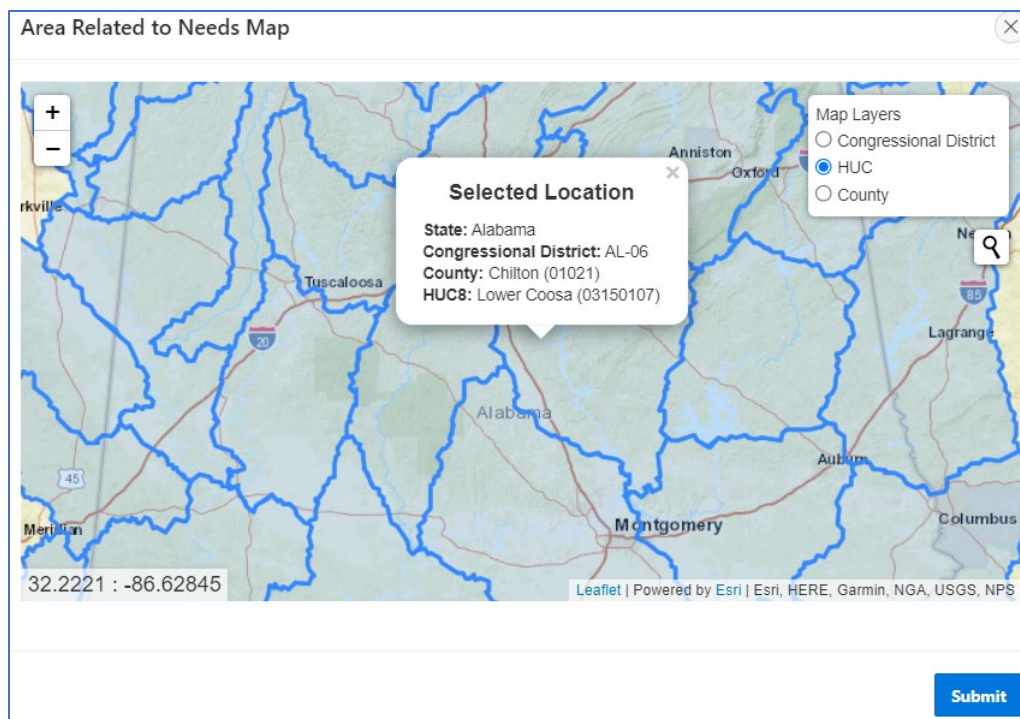 Area Related to Needs Map
+
−
Map Layers
Congressional District
HUC
County
Selected Location
State: Alabama
Congressional District: AL-06
County: Chilton (01021)
HUC8: Lower Coosa (03150107)
Anniston
Oxford
rkville
Tuscaloosa
20
85
Lagrange
Alabama
45
Auburn
Meridian
Montgomery
Columbus
32.2221 : -86.62845
Leaflet | Powered by Esri | Esri, HERE, Garmin, NGA, USGS, NPS
Submit